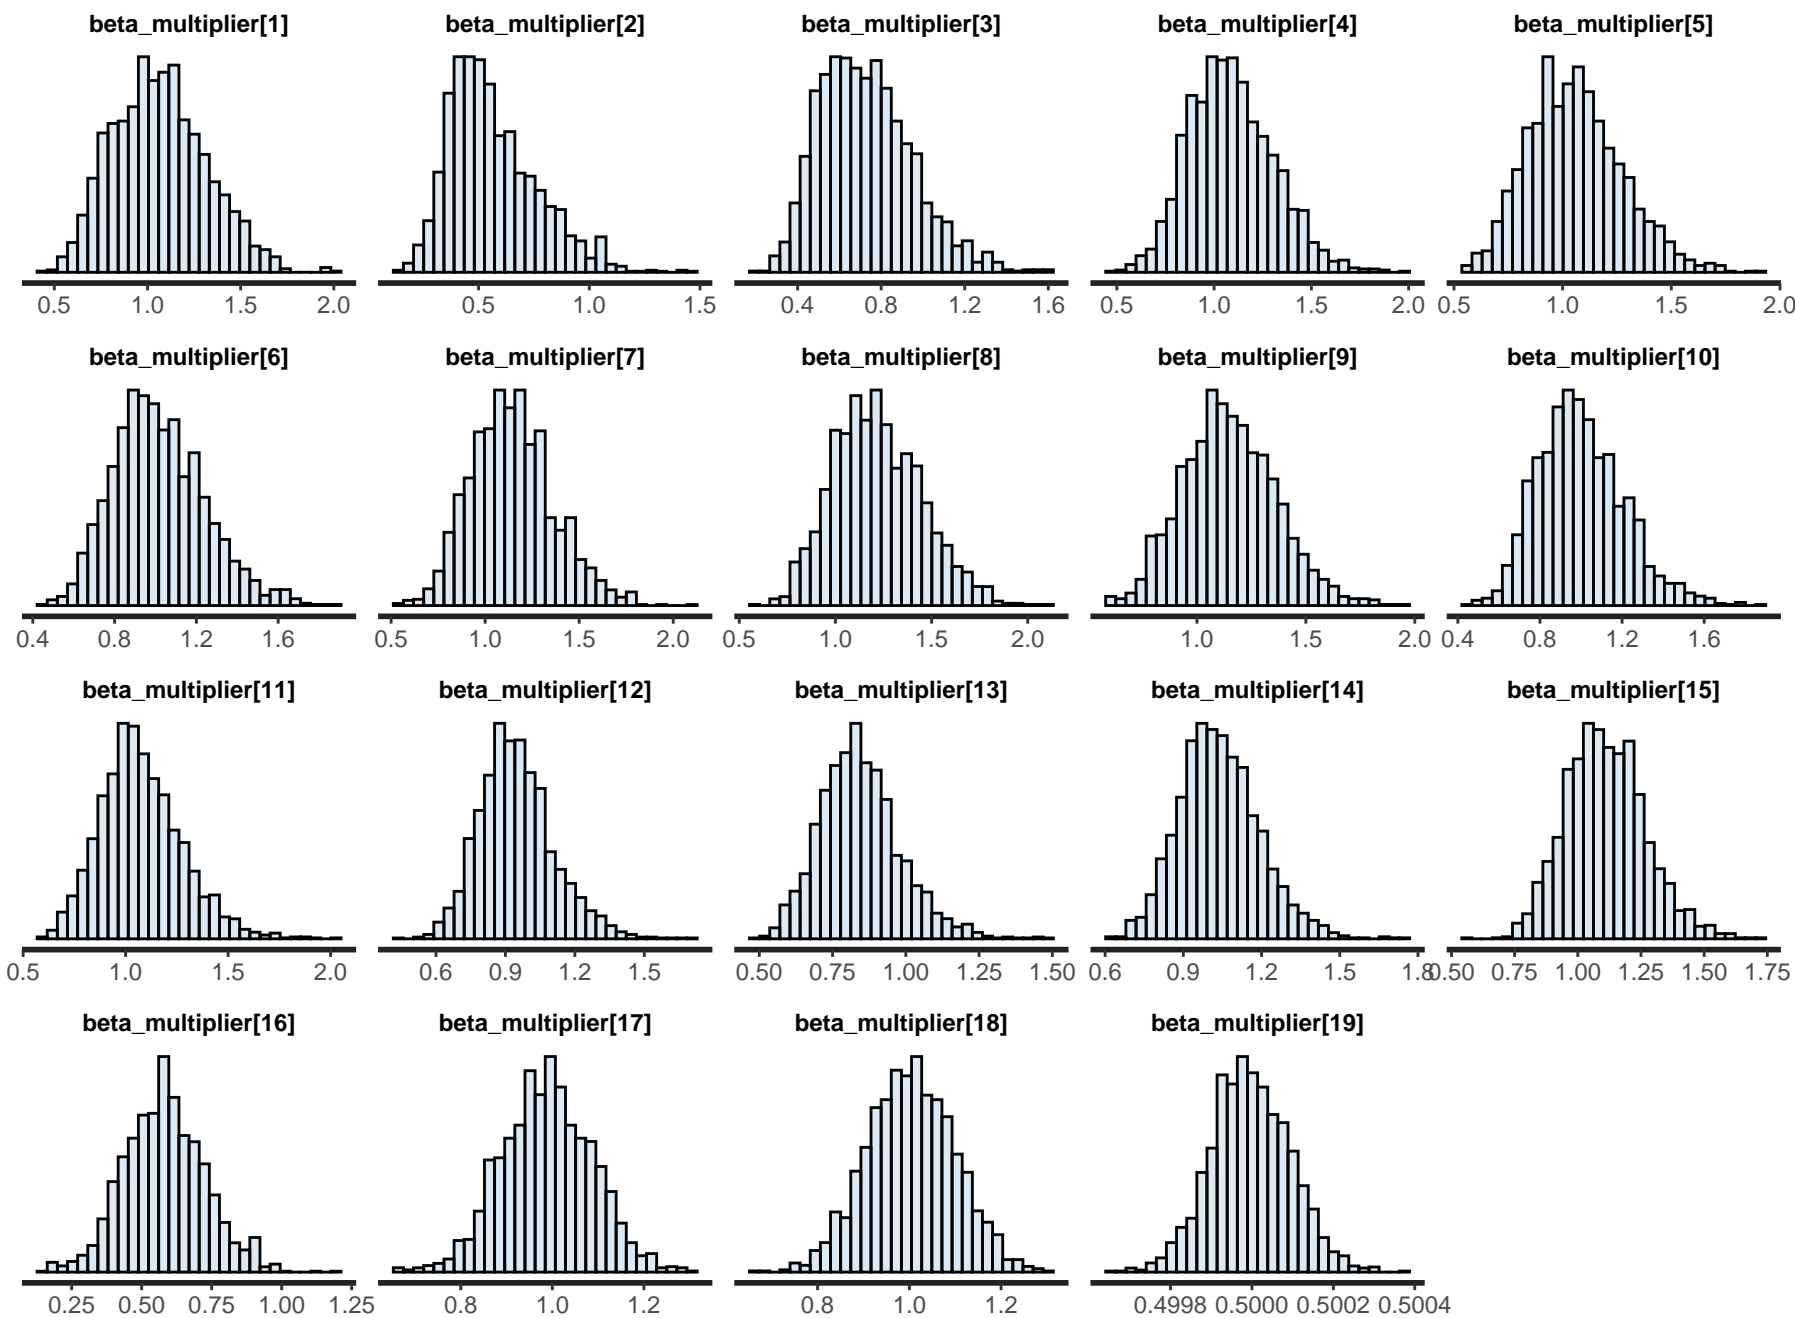 beta_multiplier[1] beta_multiplier[2] beta_multiplier[3] beta_multiplier[4] beta_multiplier[5]
0.5 1.0 1.5 2.0 0.5 1.0 1.5 0.4 0.8 1.2 1.6 0.5 1.0 1.5 2.0 0.5 1.0 1.5 2.0
beta_multiplier[6] beta_multiplier[7] beta_multiplier[8] beta_multiplier[9] beta_multiplier[10]
0.4 0.8 1.2 1.6 0.5 1.0 1.5 2.0 0.5 1.0 1.5 2.0 1.0 1.5 2.0 0.4 0.8 1.2 1.6
beta_multiplier[11] beta_multiplier[12] beta_multiplier[13] beta_multiplier[14] beta_multiplier[15]
0.5 1.0 1.5 2.0 0.6 0.9 1.2 1.5 0.50 0.75 1.00 1.25 1.50 0.6 0.9 1.2 1.5 1.8 0.50 0.75 1.00 1.25 1.50 1.75
beta_multiplier[16] beta_multiplier[17] beta_multiplier[18] beta_multiplier[19]
0.25 0.50 0.75 1.00 1.25 0.8 1.0 1.2 0.8 1.0 1.2 0.4998 0.5000 0.5002 0.5004